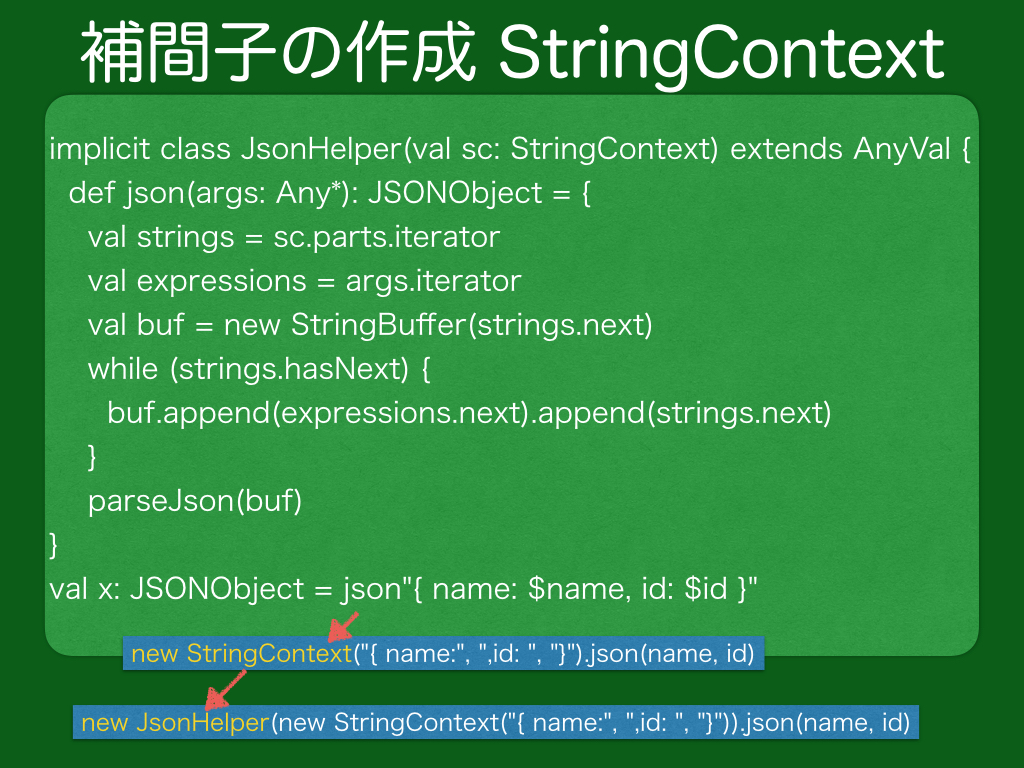 補間子の作成 StringContext
implicit class JsonHelper(val sc: StringContext) extends AnyVal {
def json(args: Any*): JSONObject = {
val strings = sc.parts.iterator
val expressions = args.iterator
val buf = new StringBuffer(strings.next)
while (strings.hasNext) {
buf.append(expressions.next).append(strings.next)
}
parseJson(buf)
}
val x: JSONObject = json"{ name: $name, id: $id }"
new StringContext("{ name:", ",id: ", "}").json(name, id)
new JsonHelper(new StringContext("{ name:", ",id: ", "}")).json(name, id)